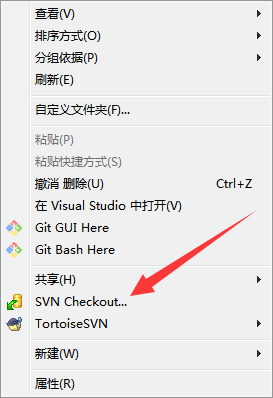 查看(V)
排序方式(O)
分组依据(P)
刷新(E)
自定义文件夹(F)...
粘贴(P)
粘贴快捷方式(S)
撤消 删除(U) Ctrl+Z
在 Visual Studio 中打开(V)
Git GUI Here
Git Bash Here
共享(H)
SVN Checkout...
TortoiseSVN
新建(W)
属性(R)